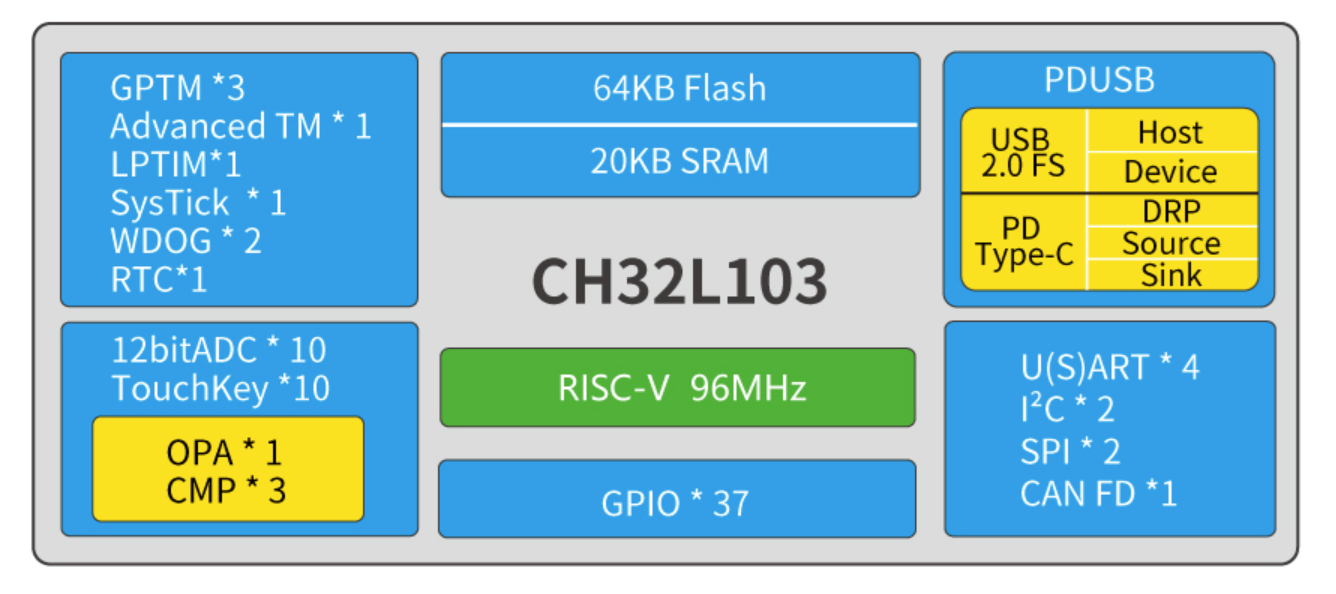 GPTM *3
Advanced TM * 1
LPTIM*1
SysTick * 1
WDOG * 2
RTC*1
12bitADC * 10
TouchKey *10
OPA * 1
CMP * 3
64KB Flash
20KB SRAM
CH32L103
RISC-V 96MHz
GPIO * 37
PDUSB
USB
2.0 FS
Host
Device
PD
Type-C
DRP
Source
Sink
U(S)ART * 4
I²C * 2
SPI * 2
CAN FD *1